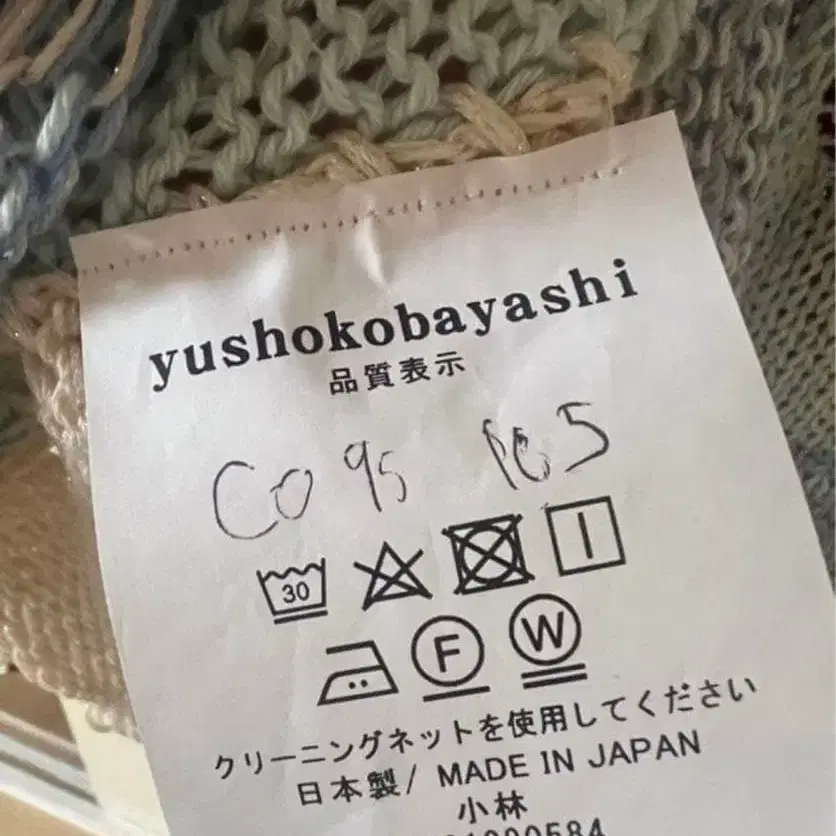 yushokobayashi
品質表示
CO 95 PE 5
30
F W
クリーニングネットを使用してください
日本製/ MADE IN JAPAN
小林